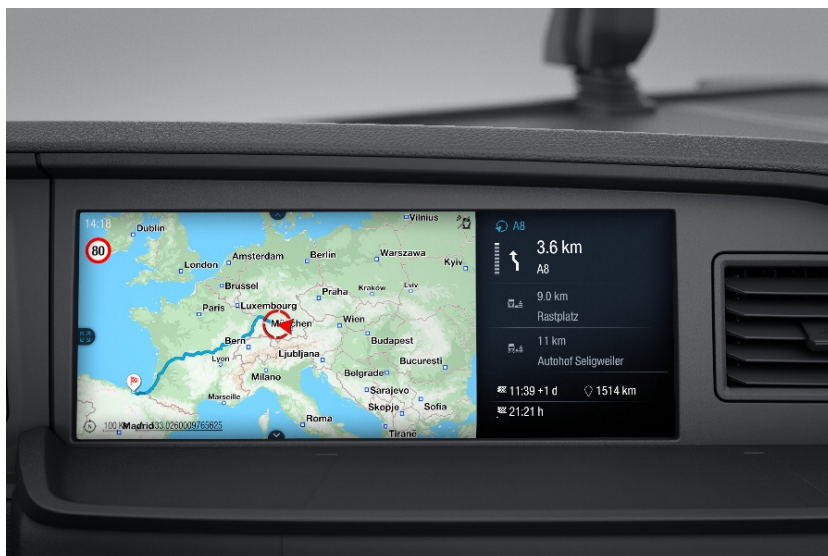 14:18
80
Dublin
Vilnius
London
Amsterdam
Berlin
Warszawa
Kyiv
Brussel
Praha
Kraków
Lviv
Paris
Luxembourg
München
Wien
Budapest
Bern
Lyon
Ljubljana
Bucuresti
Milano
Belgrade
Marseille
Sarajevo
Skopje
Sofia
Roma
Tiranë
Madrid
A8
3.6 km
A8
9.0 km
Rastplatz
11 km
Autohof Seligweiler
11:39 +1 d
1514 km
21:21 h